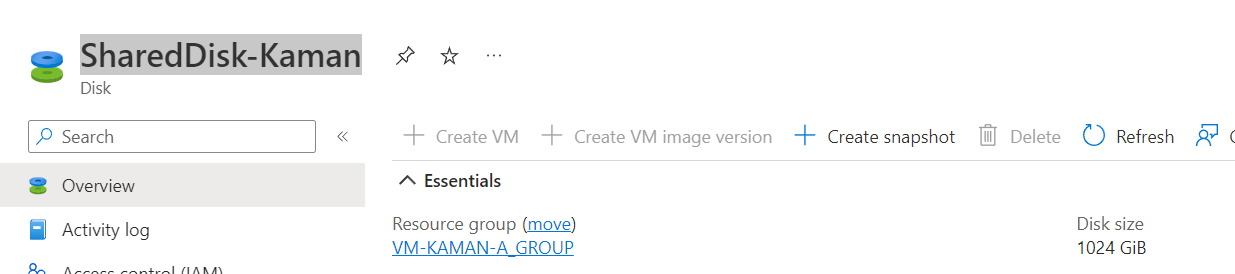 SharedDisk-Kaman
Disk
Search
Create VM
Create VM image version
Create snapshot
Delete
Refresh
Overview
Essentials
Resource group (move)
Disk size
VM-KAMAN-A_GROUP
1024 GiB
Activity log
Access control (IAM)